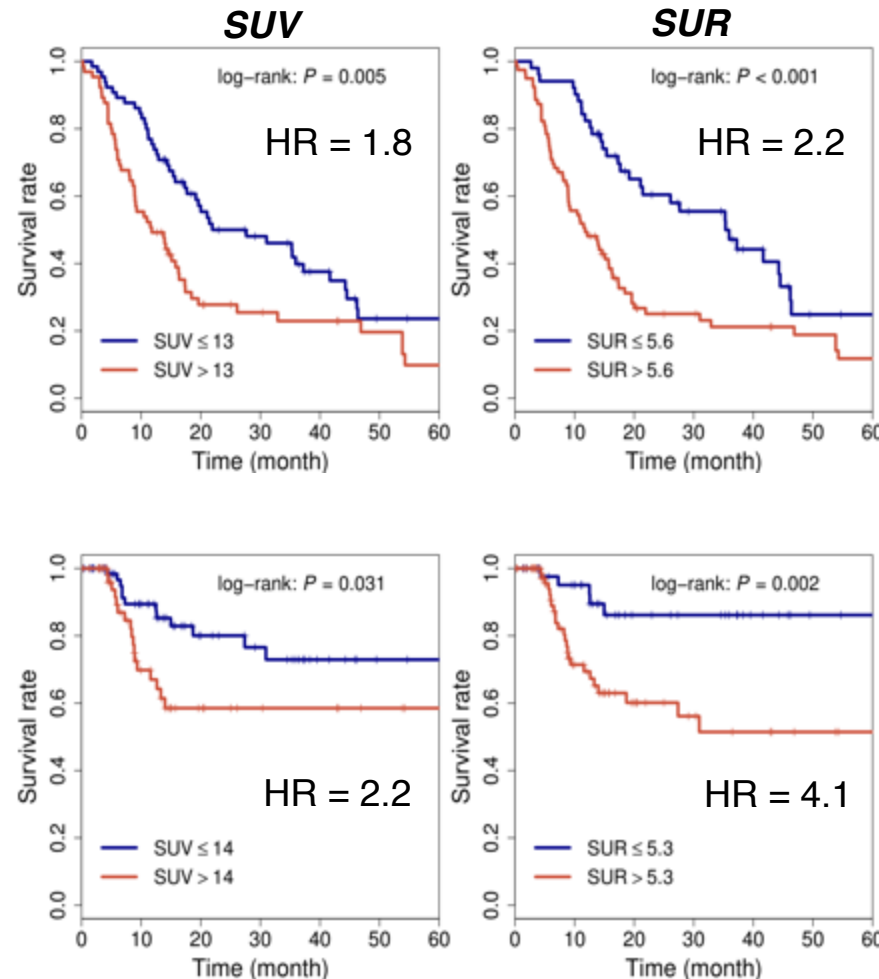 SUV
SUR
log-rank: P = 0.005
HR = 1.8
SUV ≤ 13
SUV > 13
Survival rate
0.0 0.2 0.4 0.6 0.8 1.0
0 10 20 30 40 50 60
Time (month)
log-rank: P < 0.001
HR = 2.2
SUR ≤ 5.6
SUR > 5.6
Survival rate
0.0 0.2 0.4 0.6 0.8 1.0
0 10 20 30 40 50 60
Time (month)
log-rank: P = 0.031
HR = 2.2
SUV ≤ 14
SUV > 14
Survival rate
0.0 0.2 0.4 0.6 0.8 1.0
0 10 20 30 40 50 60
Time (month)
log-rank: P = 0.002
HR = 4.1
SUR ≤ 5.3
SUR > 5.3
Survival rate
0.0 0.2 0.4 0.6 0.8 1.0
0 10 20 30 40 50 60
Time (month)